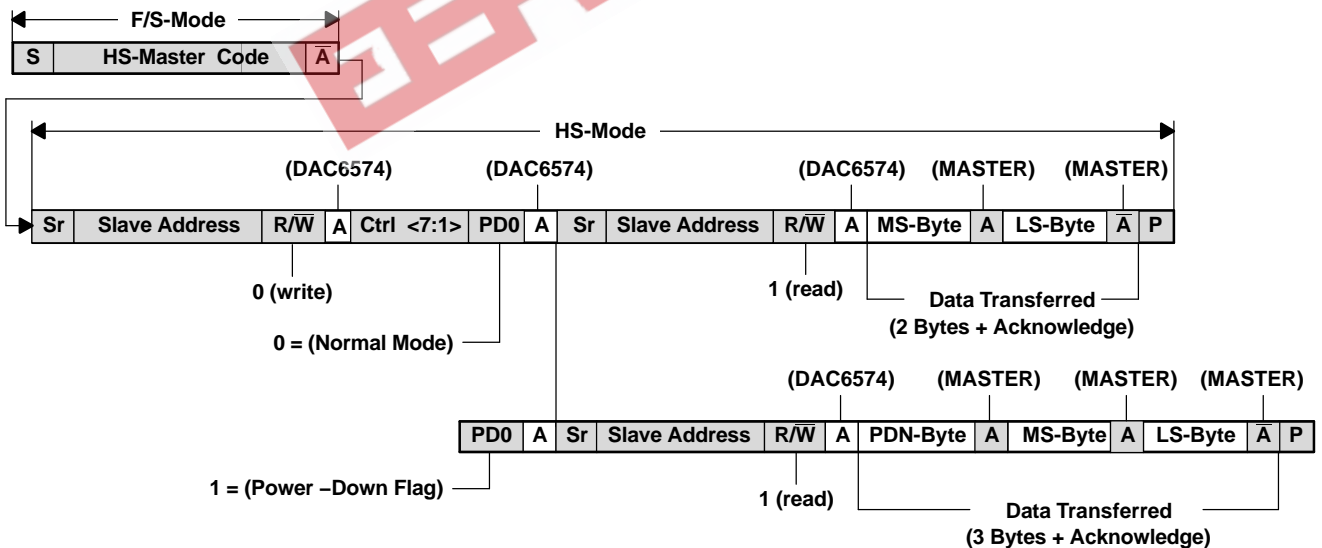 F/S-Mode
S HS-Master Code A̅
HS-Mode
(DAC6574) (DAC6574) (DAC6574) (MASTER) (MASTER)
Sr Slave Address R/W̅ A Ctrl <7:1> PD0 A Sr Slave Address R/W̅ A MS-Byte A LS-Byte A̅ P
0 (write) 1 (read) Data Transferred
(2 Bytes + Acknowledge)
0 = (Normal Mode)
(DAC6574) (MASTER) (MASTER) (MASTER)
PD0 A Sr Slave Address R/W̅ A PDN-Byte A MS-Byte A LS-Byte A̅ P
1 = (Power –Down Flag) 1 (read) Data Transferred
(3 Bytes + Acknowledge)